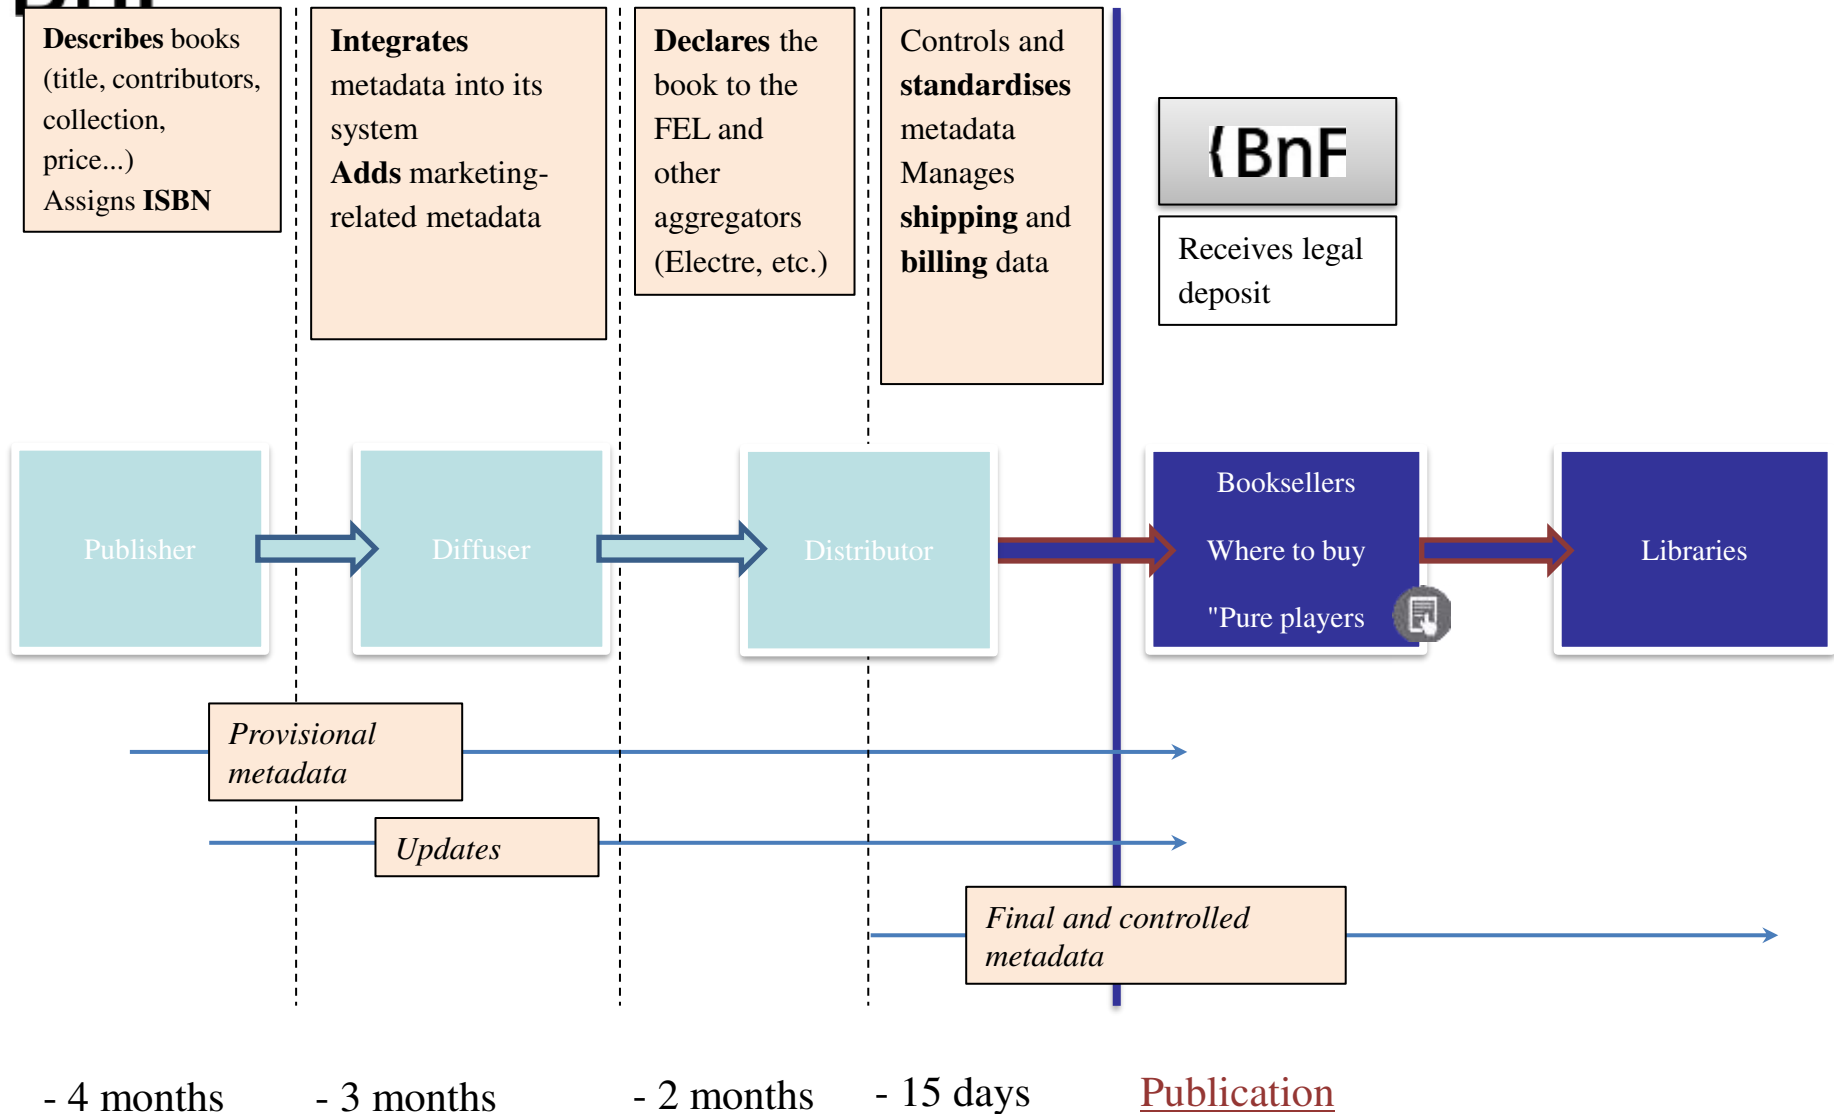 Describes books
(title, contributors,
collection,
price...)
Assigns ISBN
Integrates
metadata into its
system
Adds marketing-
related metadata
Declares the
book to the
FEL and
other
aggregators
(Electre, etc.)
Controls and
standardises
metadata
Manages
shipping and
billing data
{BnF
Receives legal
deposit
Publisher
Diffuser
Distributor
Booksellers
Where to buy
"Pure players
Libraries
Provisional
metadata
Updates
Final and controlled
metadata
- 4 months
- 3 months
- 2 months
- 15 days
Publication